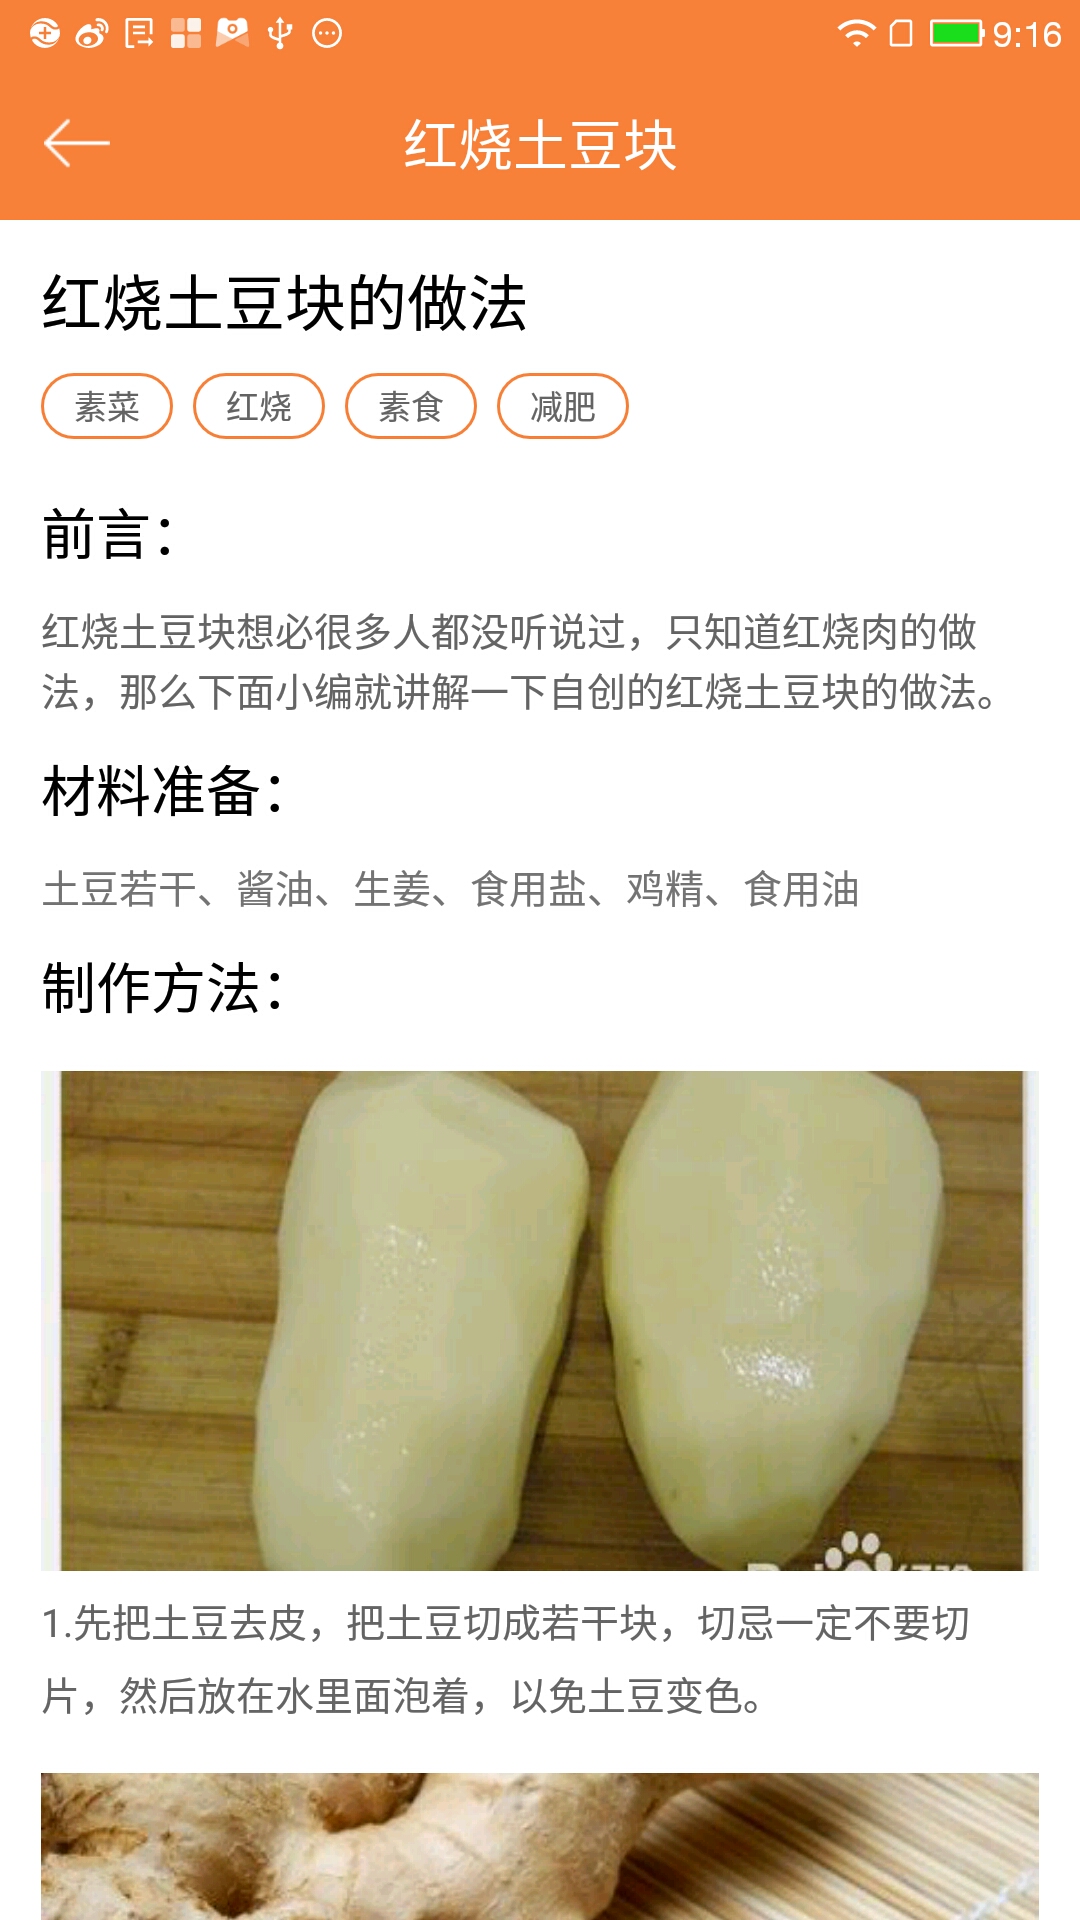 9:16
红烧土豆块
红烧土豆块的做法
素菜 红烧 素食 减肥
前言：
红烧土豆块想必很多人都没听说过，只知道红烧肉的做
法，那么下面小编就讲解一下自创的红烧土豆块的做法。
材料准备：
土豆若干、酱油、生姜、食用盐、鸡精、食用油
制作方法：
1.先把土豆去皮，把土豆切成若干块，切忌一定不要切
片，然后放在水里面泡着，以免土豆变色。